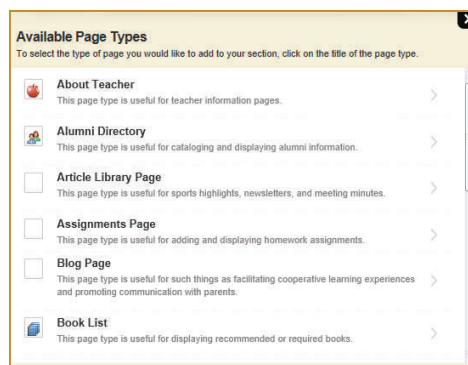 Available Page Types
To select the type of page you would like to add to your section, click on the title of the page type.
About Teacher
This page type is useful for teacher information pages.
Alumni Directory
This page type is useful for cataloging and displaying alumni information.
Article Library Page
This page type is useful for sports highlights, newsletters, and meeting minutes.
Assignments Page
This page type is useful for adding and displaying homework assignments.
Blog Page
This page type is useful for such things as facilitating cooperative learning experiences
and promoting communication with parents.
Book List
This page type is useful for displaying recommended or required books.